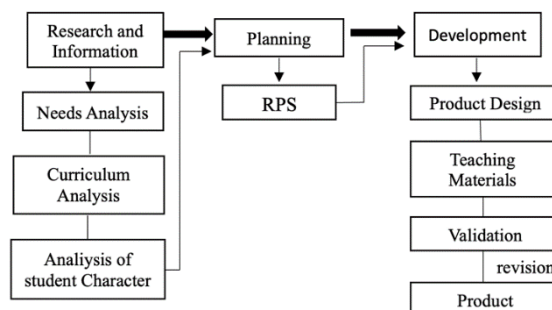 Research and
Information
Needs Analysis
Curriculum
Analysis
Analisis of
student Character
Planning
RPS
Development
Product Design
Teaching
Materials
Validation
revision
Product